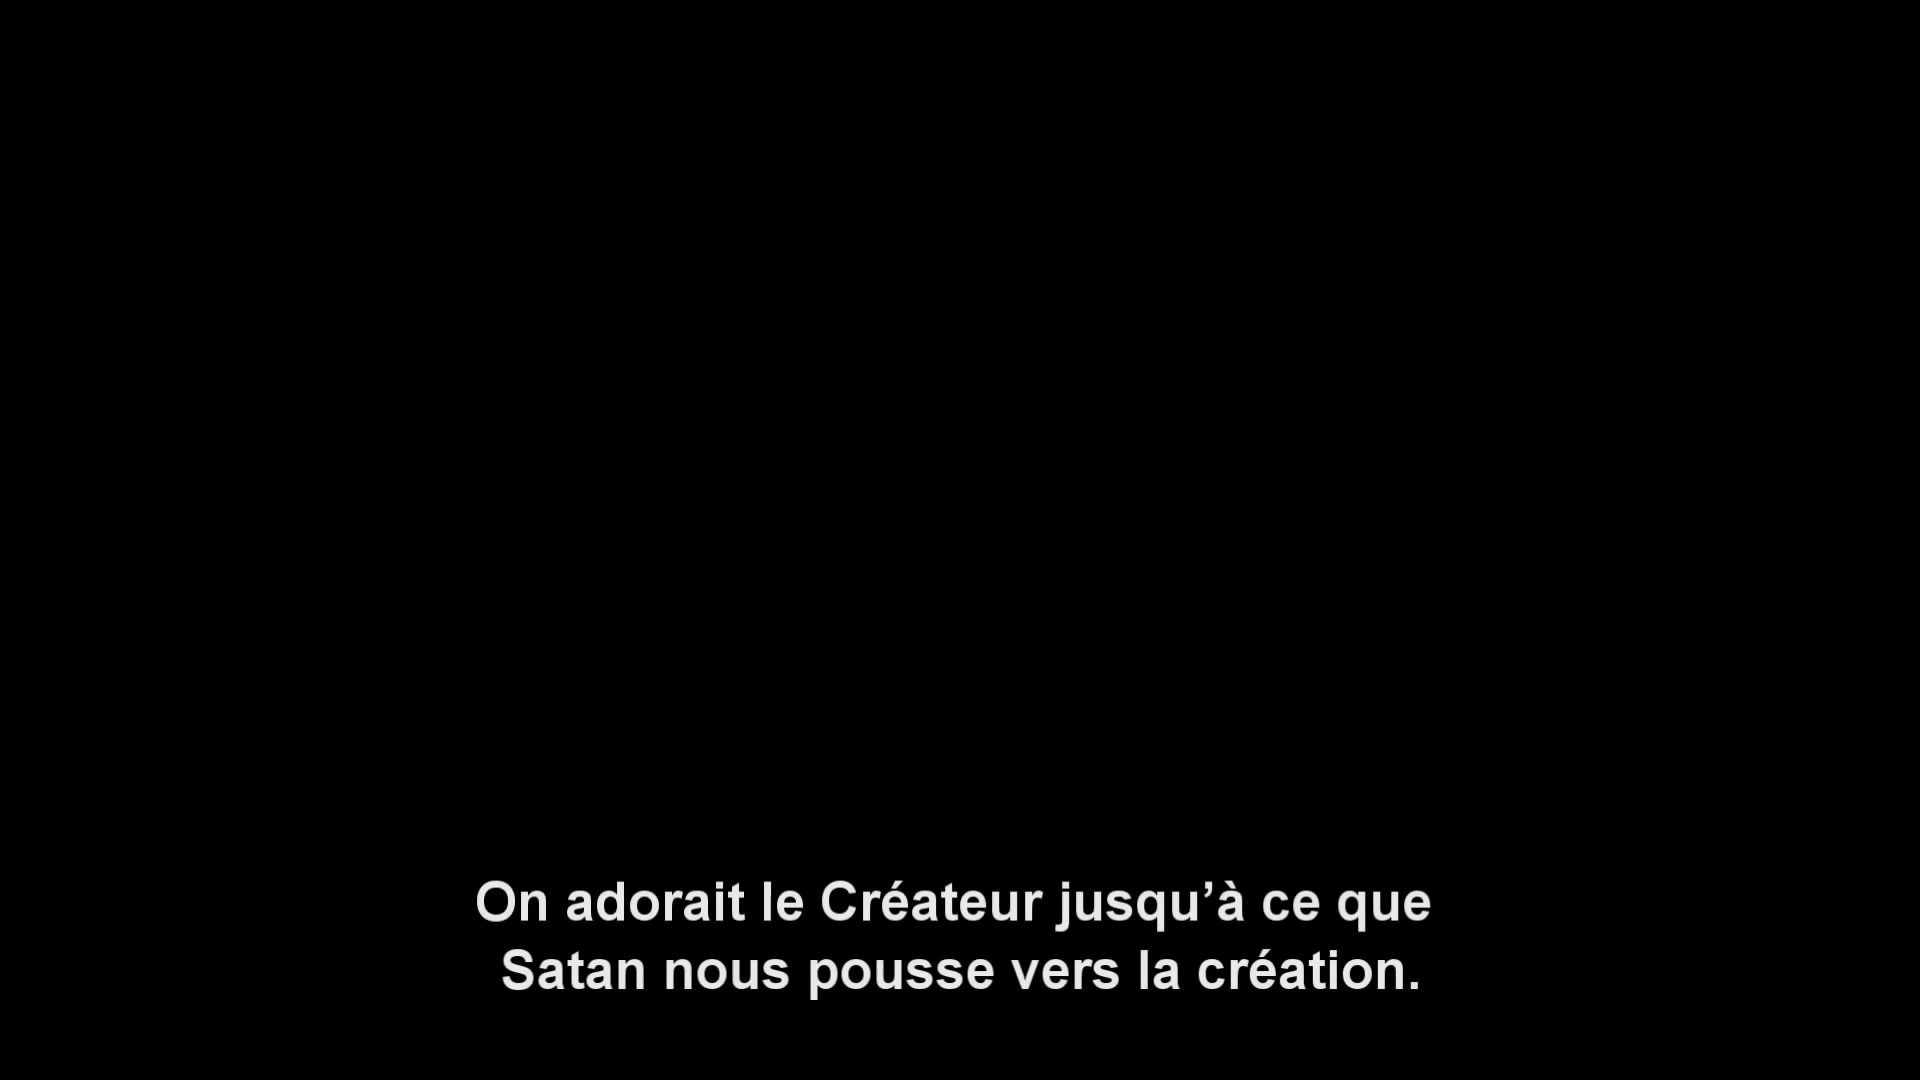 On adorait le Créateur jusqu’à ce que
Satan nous pousse vers la création.